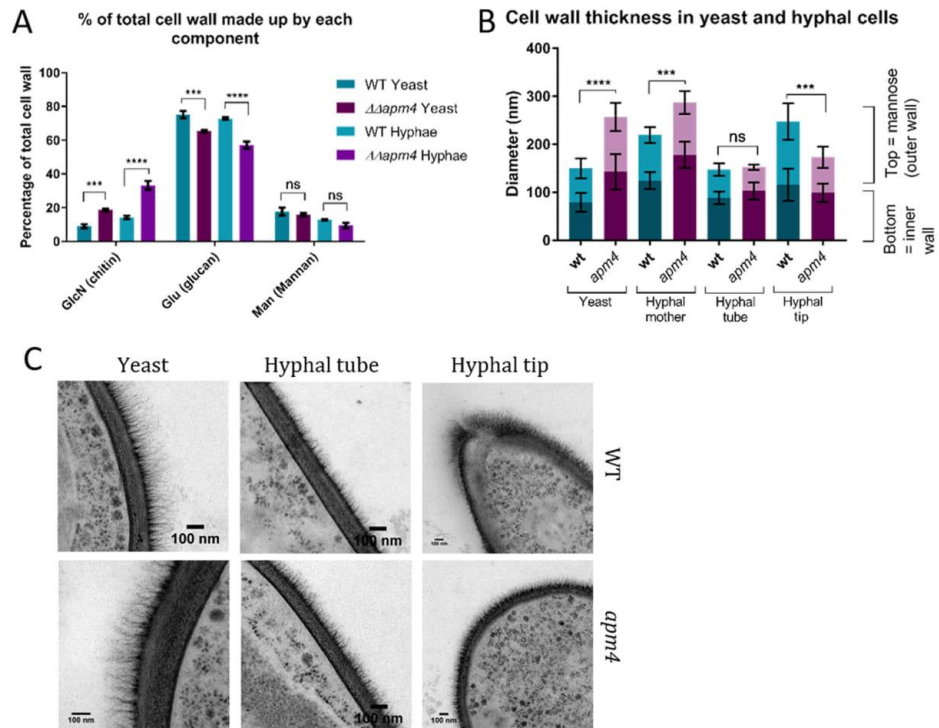 A
% of total cell wall made up by each
component
Percentage of total cell wall
100
80
60
40
20
0
***
****
***
****
ns
ns
GlcN (chitin)
Glu (glucan)
Man (Mannan)
WT Yeast
ΔΔapm4 Yeast
WT Hyphae
ΔΔapm4 Hyphae
B
Cell wall thickness in yeast and hyphal cells
Diameter (nm)
400
300
200
100
0
****
***
ns
***
wt
apm4
wt
apm4
wt
apm4
wt
apm4
Yeast
Hyphal
mother
Hyphal
tube
Hyphal
tip
Top = mannose
(outer wall)
Bottom
= inner
wall
C
Yeast
Hyphal tube
Hyphal tip
100 nm
100 nm
100 nm
WT
100 nm
100 nm
100 nm
apm4